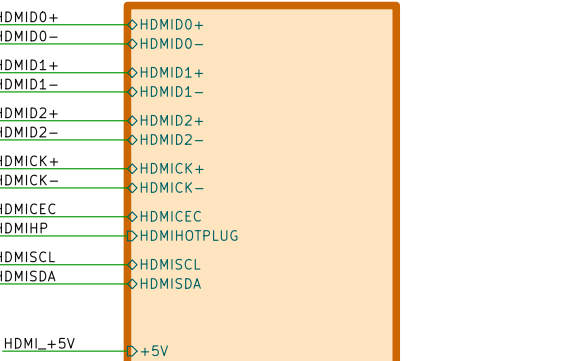 HDMID0+ HDMID0+
HDMID0- HDMID0-
HDMID1+ HDMID1+
HDMID1- HDMID1-
HDMID2+ HDMID2+
HDMID2- HDMID2-
HDMICK+ HDMICK+
HDMICK- HDMICK-
HDMICEC HDMICEC
HDMIHP HDMIHOTPLUG
HDMISCL HDMISCL
HDMISDA HDMISDA
HDMI_+5V +5V